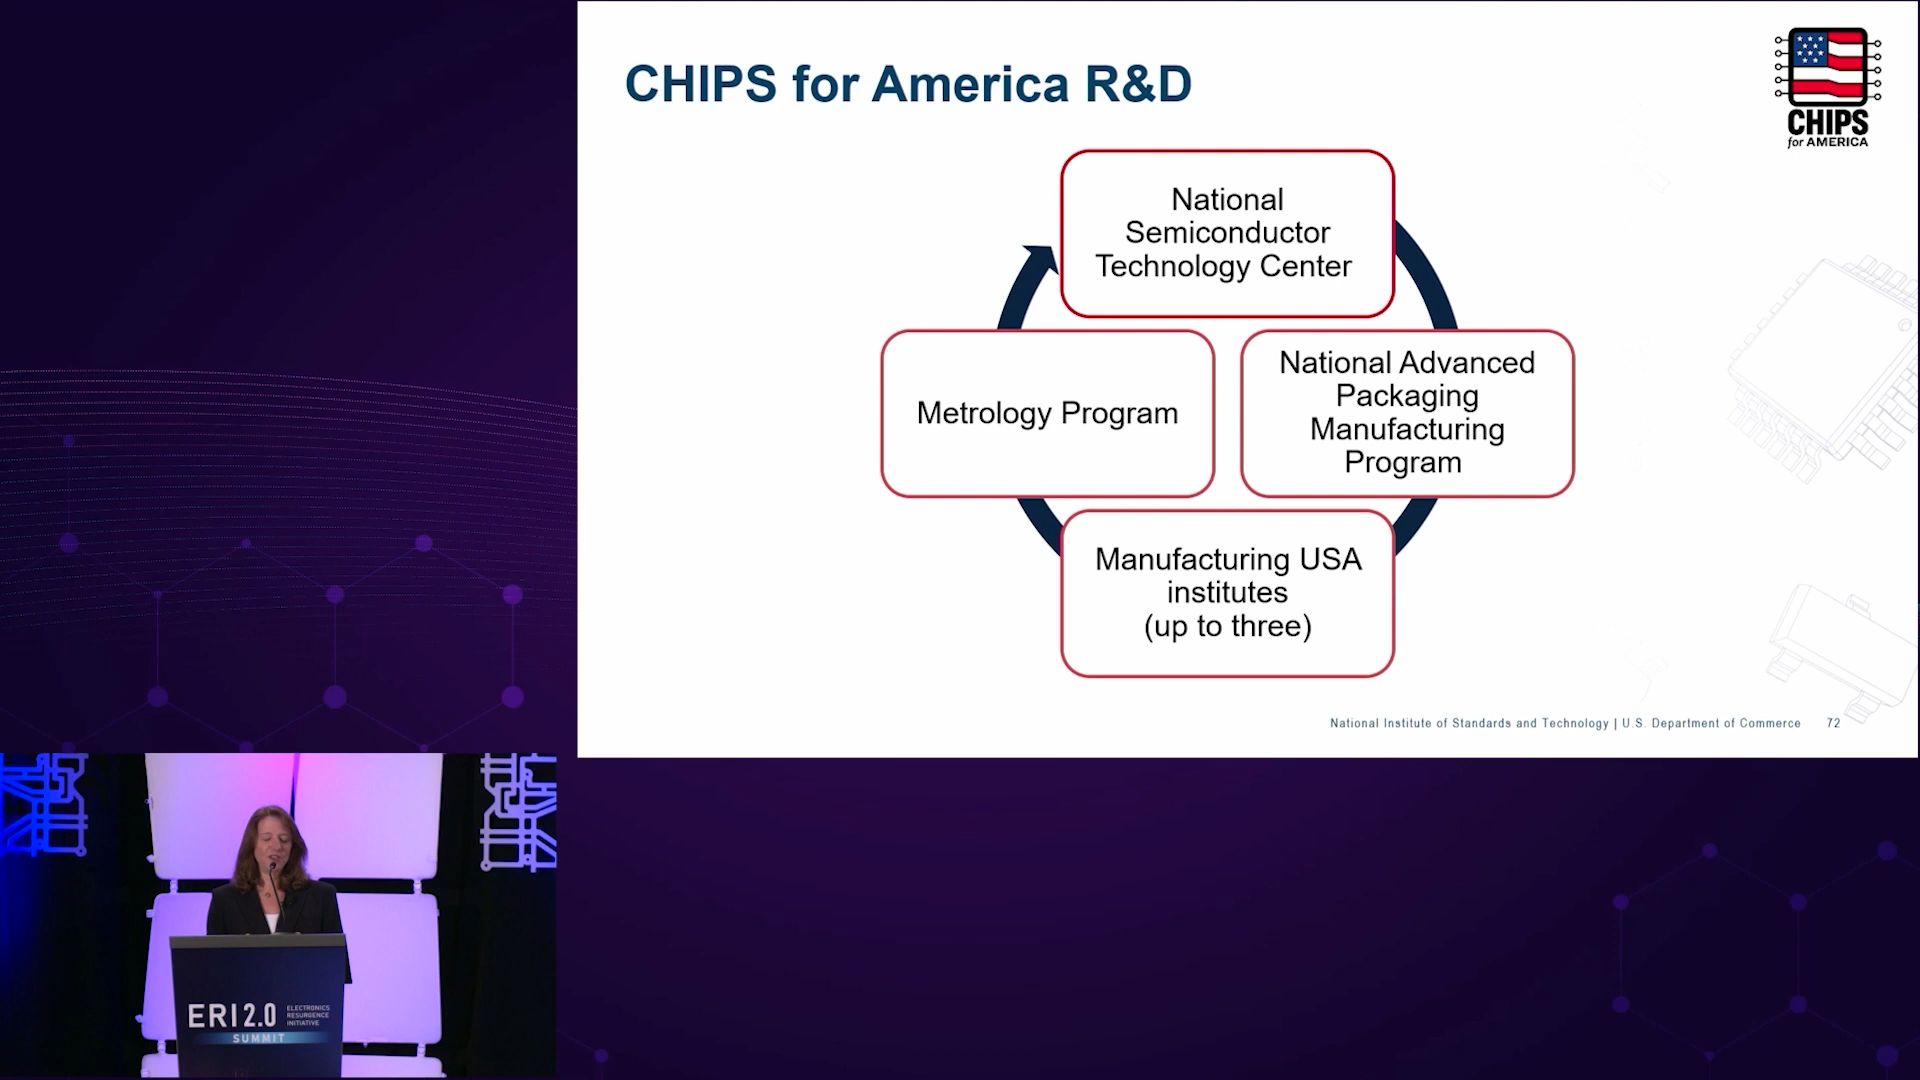 CHIPS for America R&D
CHIPS
for AMERICA
National
Semiconductor
Technology Center
Metrology Program
National Advanced
Packaging
Manufacturing
Program
Manufacturing USA
institutes
(up to three)
National Institute of Standards and Technology | U.S. Department of Commerce 72
ERI 2.0
ELECTRONICS
RESURGENCE
INITIATIVE
SUMMIT